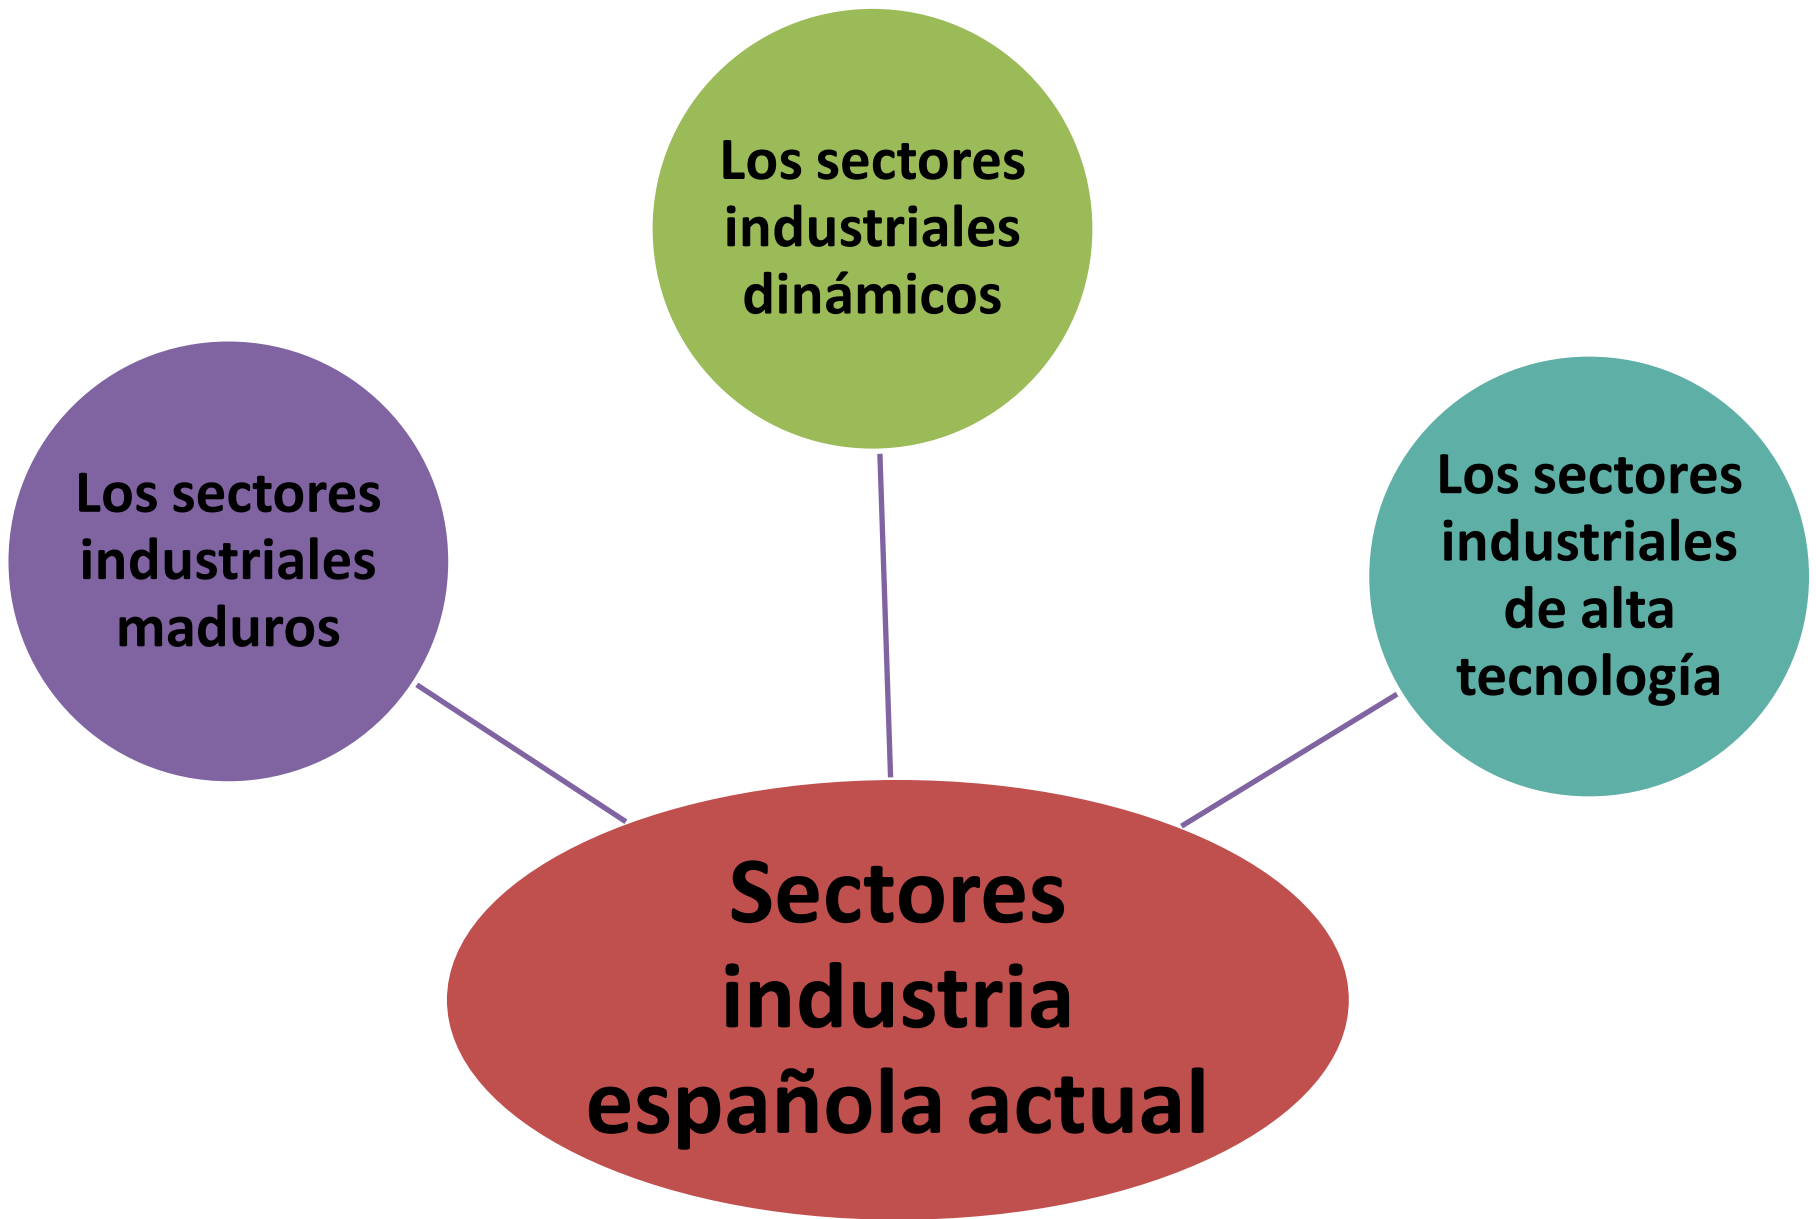 Los sectores
industriales
dinámicos
Los sectores
industriales
maduros
Los sectores
industriales
de alta
tecnología
Sectores
industria
española actual